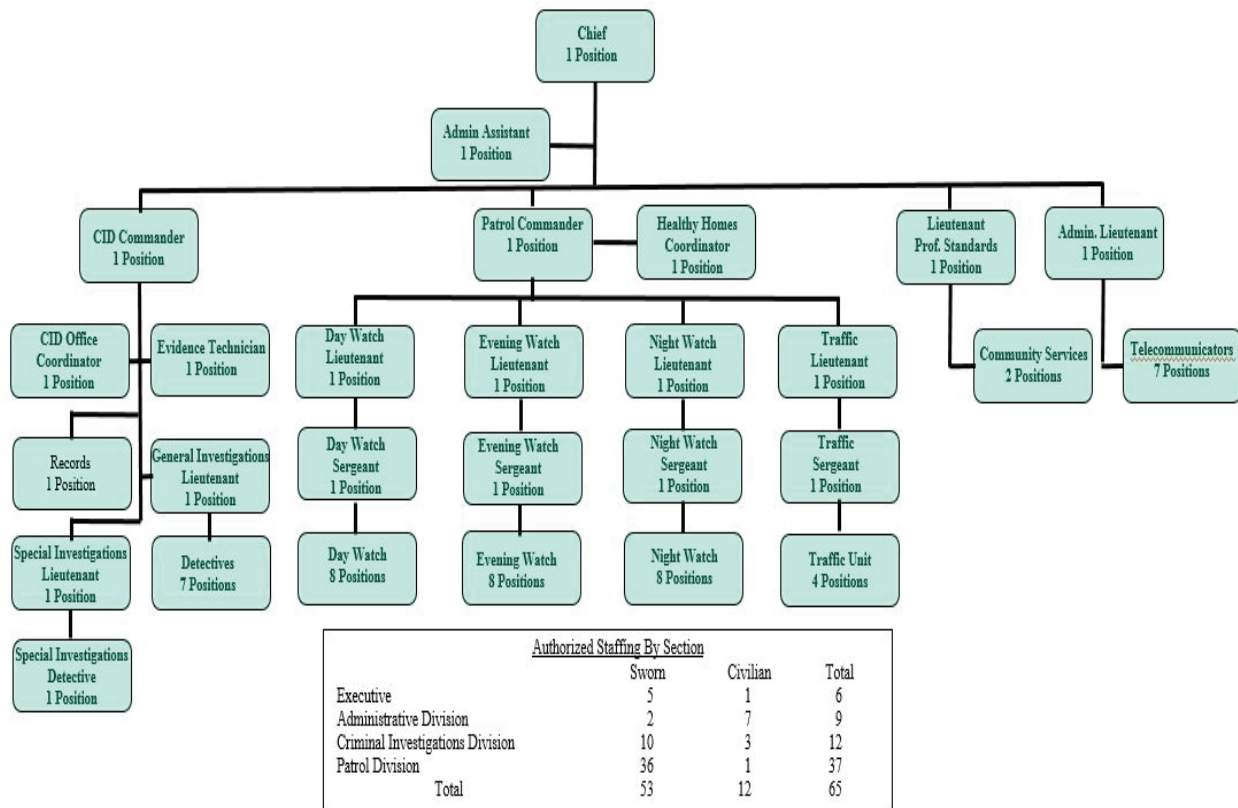 Chief
1 Position
Admin Assistant
1 Position
CID Commander
1 Position
Patrol Commander
1 Position
Healthy Homes
Coordinator
1 Position
Lieutenant
Prof. Standards
1 Position
Admin. Lieutenant
1 Position
CID Office
Coordinator
1 Position
Evidence Technician
1 Position
Day Watch
Lieutenant
1 Position
Evening Watch
Lieutenant
1 Position
Night Watch
Lieutenant
1 Position
Traffic
Lieutenant
1 Position
Community Services
2 Positions
Telecommunicators
7 Positions
Records
1 Position
General Investigations
Lieutenant
1 Position
Day Watch
Sergeant
1 Position
Evening Watch
Sergeant
1 Position
Night Watch
Sergeant
1 Position
Traffic
Sergeant
1 Position
Special Investigations
Lieutenant
1 Position
Detectives
7 Positions
Day Watch
8 Positions
Evening Watch
8 Positions
Night Watch
8 Positions
Traffic Unit
4 Positions
Special Investigations
Detective
1 Position
Authorized Staffing By Section
Sworn Civilian Total
Executive 5 1 6
Administrative Division 2 7 9
Criminal Investigations Division 10 3 12
Patrol Division 36 1 37
Total 53 12 65